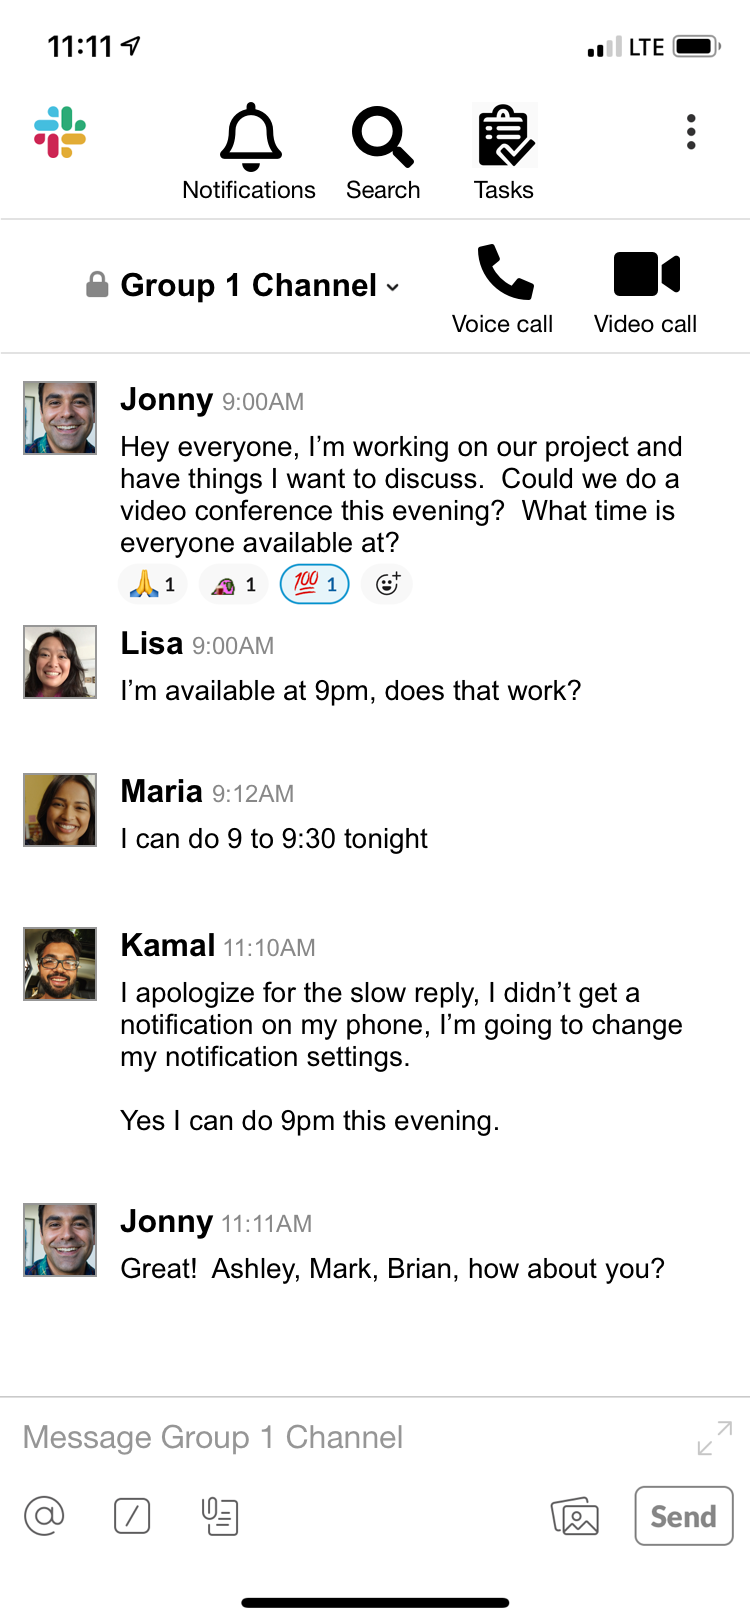 11:11 LTE
Notifications Search Tasks
Group 1 Channel
Voice call Video call
Jonny 9:00AM
Hey everyone, I’m working on our project and
have things I want to discuss.  Could we do a
video conference this evening?  What time is
everyone available at?
1 1 100 1
Lisa 9:00AM
I’m available at 9pm, does that work?
Maria 9:12AM
I can do 9 to 9:30 tonight
Kamal 11:10AM
I apologize for the slow reply, I didn’t get a
notification on my phone, I’m going to change
my notification settings.
Yes I can do 9pm this evening.
Jonny 11:11AM
Great!  Ashley, Mark, Brian, how about you?
Message Group 1 Channel
@ / Send